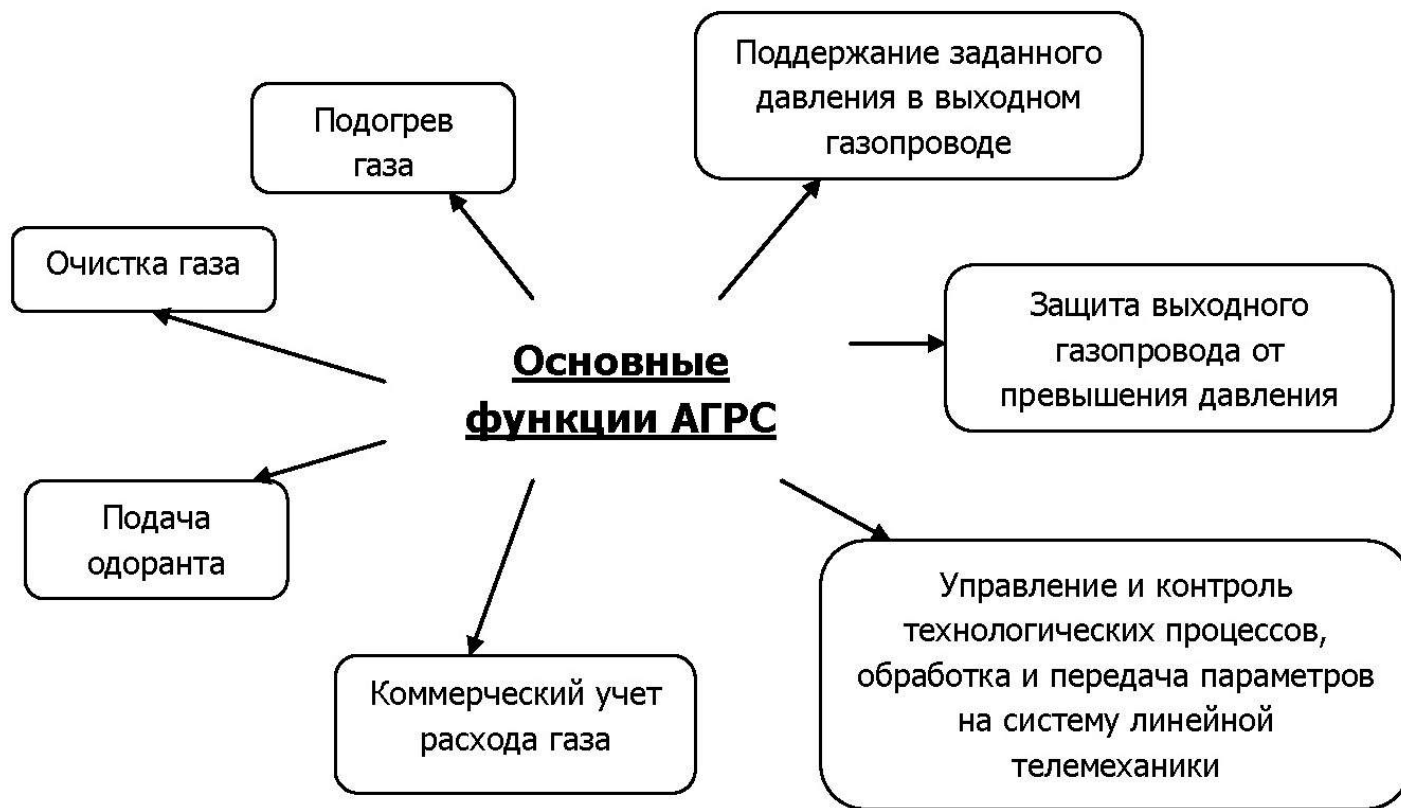 Поддержание заданного
давления в выходном
газопроводе
Подогрев
газа
Очистка газа
Защита выходного
газопровода от
превышения давления
Основные
функции АГРС
Подача
одоранта
Управление и контроль
технологических процессов,
обработка и передача параметров
на систему линейной
телемеханики
Коммерческий учет
расхода газа